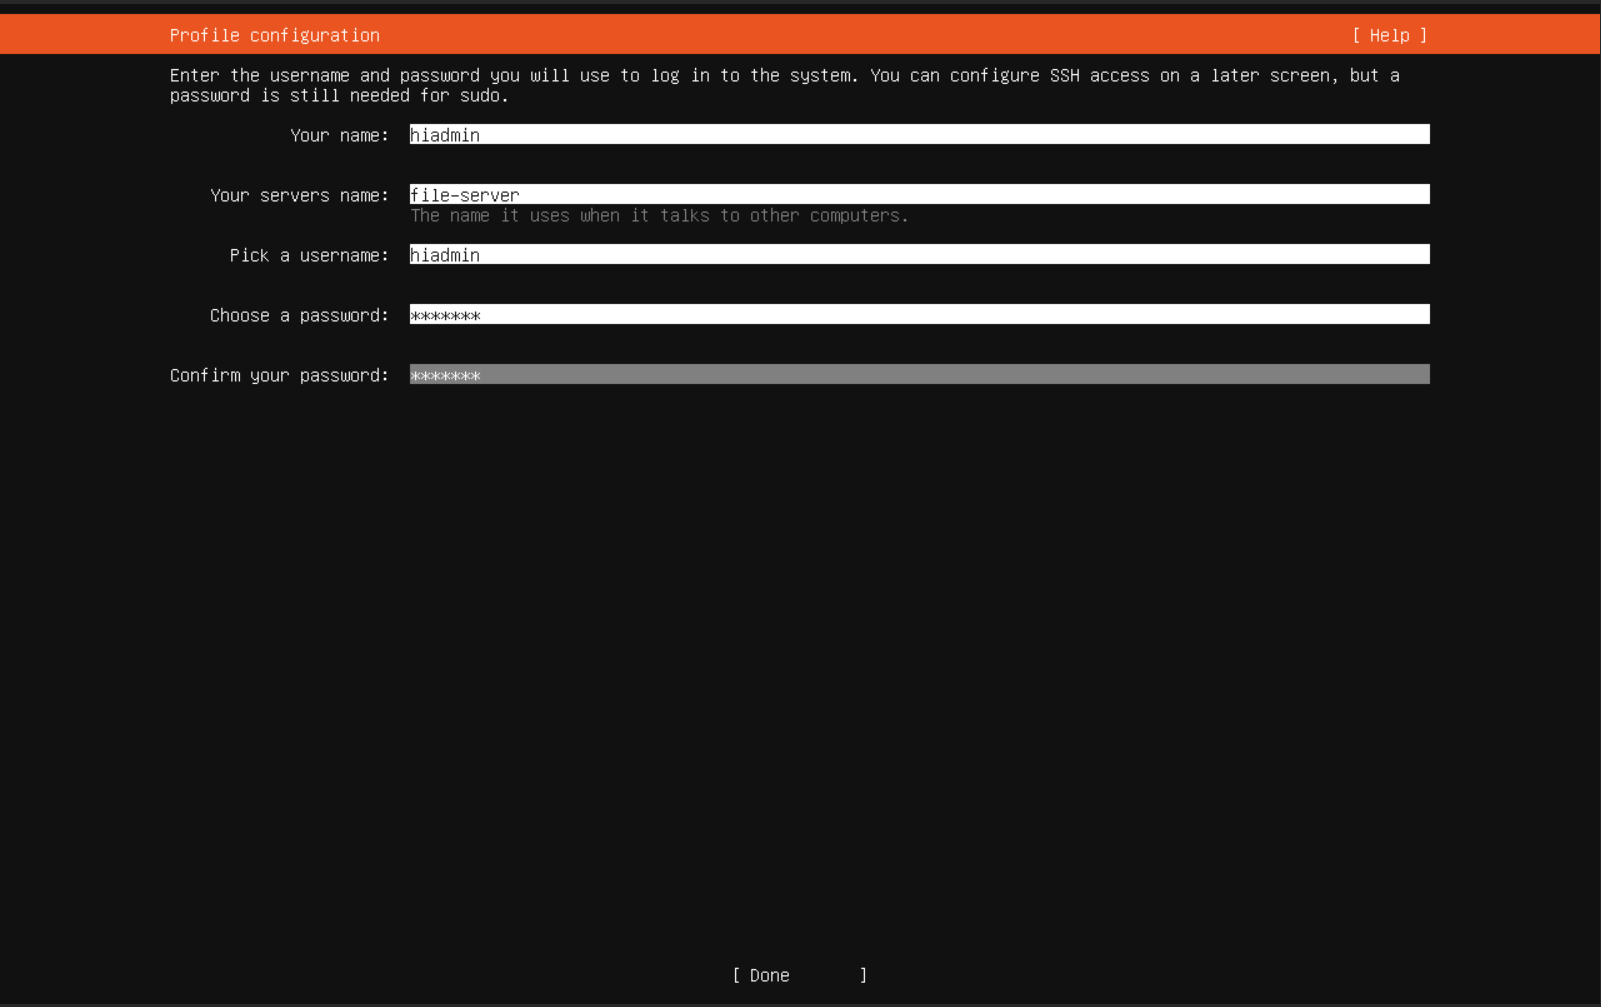 Profile configuration [ Help ]
Enter the username and password you will use to log in to the system. You can configure SSH access on a later screen, but a
password is still needed for sudo.
Your name: hiadmin
Your servers name: file-server
The name it uses when it talks to other computers.
Pick a username: hiadmin
Choose a password: *******
Confirm your password: *******
[ Done ]